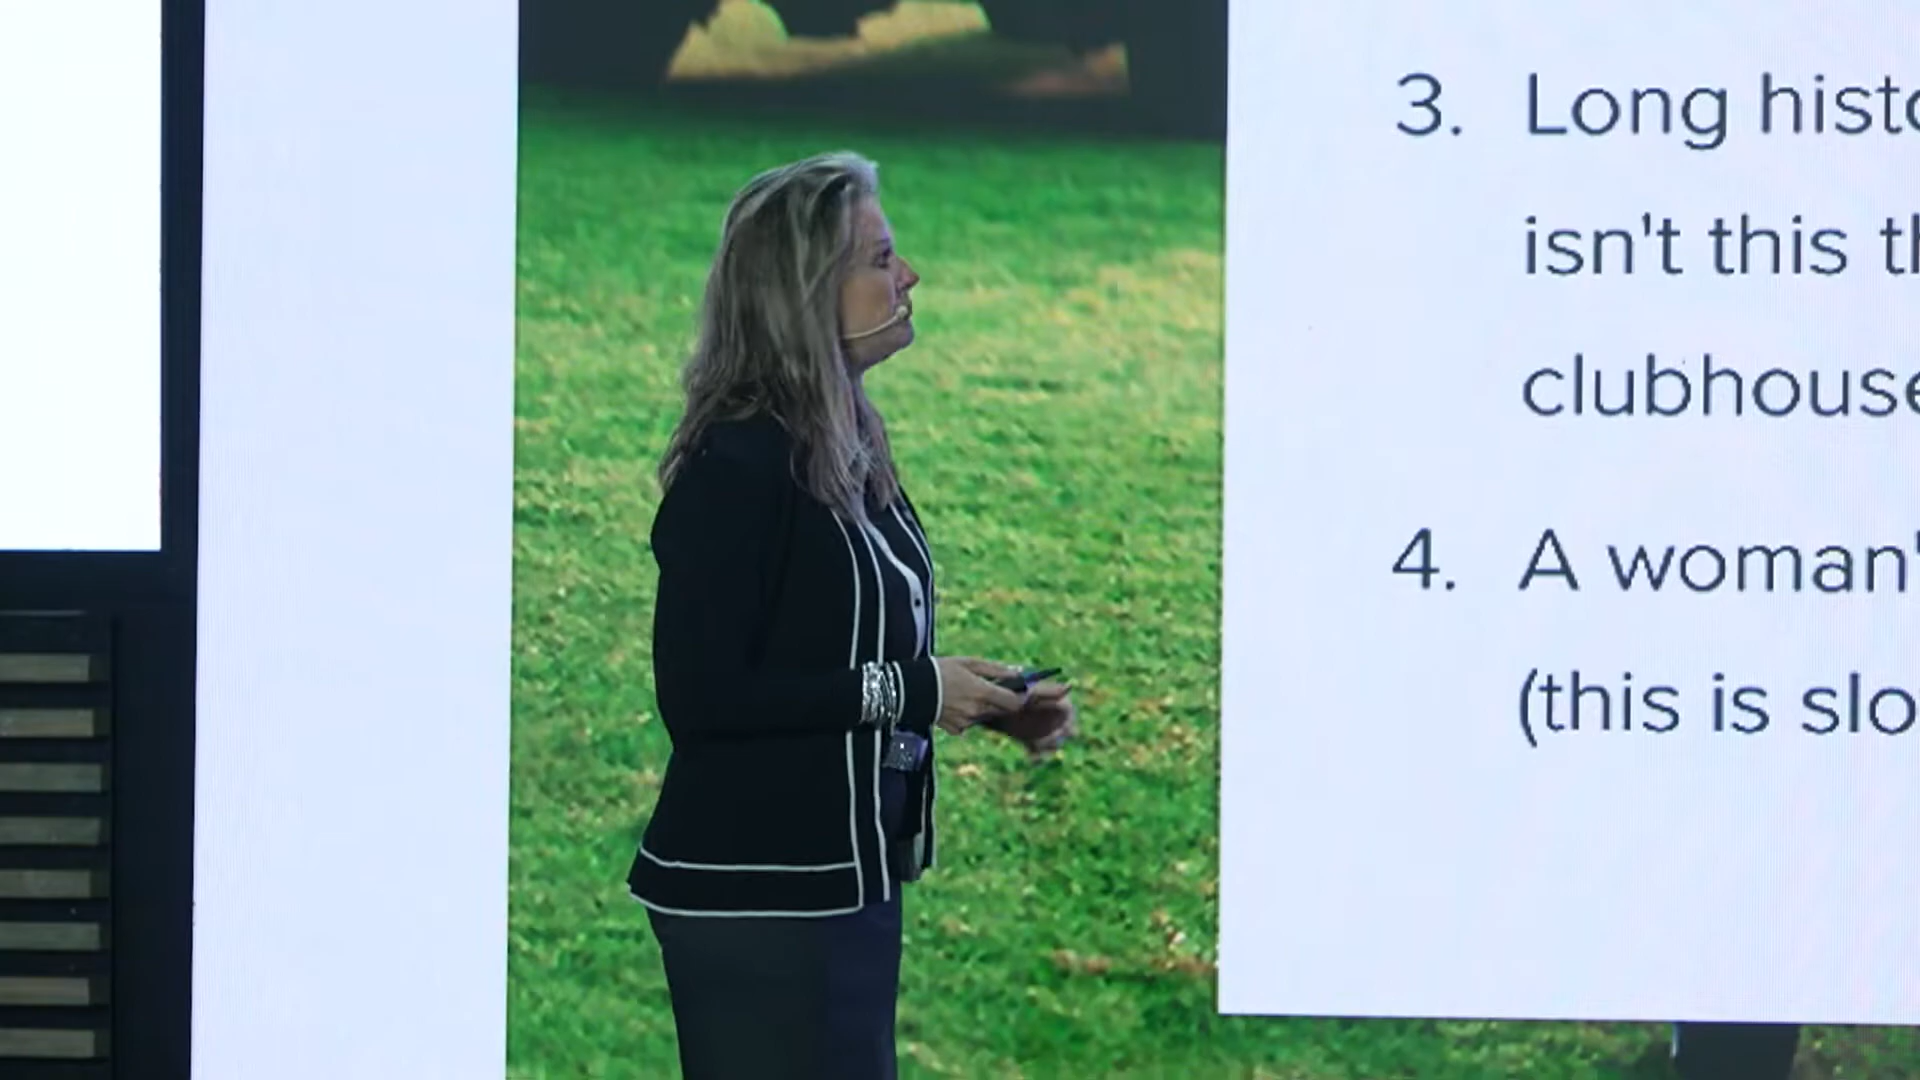 3. Long histo
isn't this th
clubhouse
4. A woman'
(this is slo